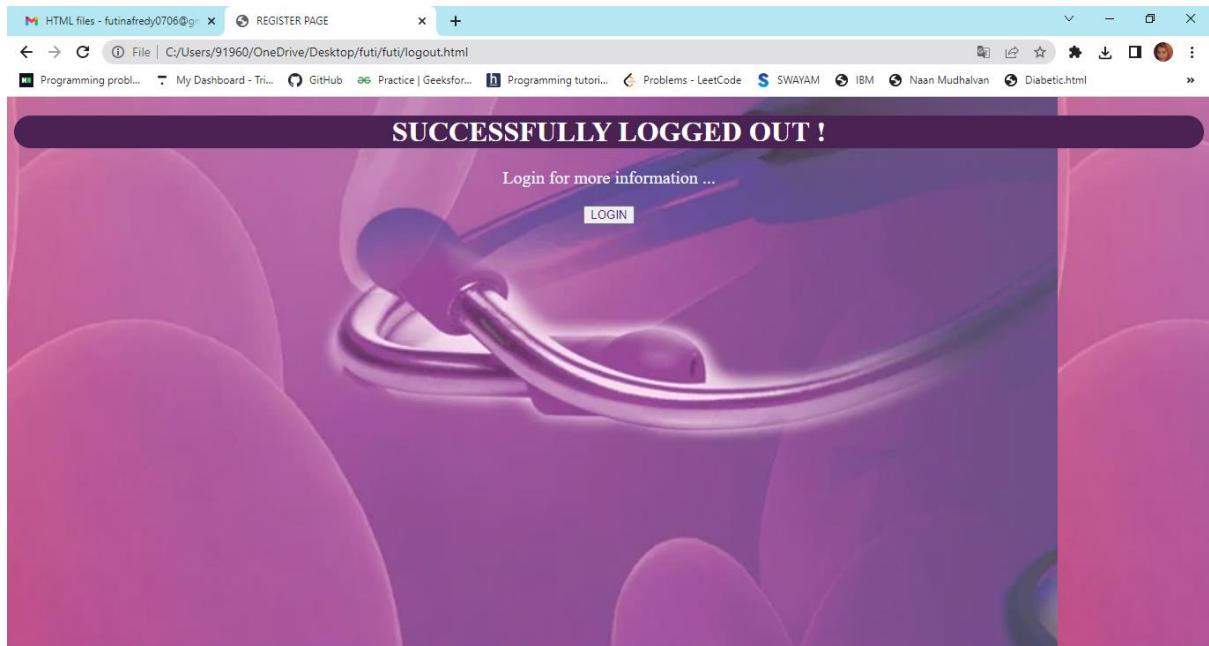 HTML files - futinafredy0706@gm
REGISTER PAGE
File | C:/Users/91960/OneDrive/Desktop/futi/futi/logout.html
Programming probl... My Dashboard - Tri... GitHub Practice | Geeksfor... Programming tutori... Problems - LeetCode SWAYAM IBM Naan Mudhalvan Diabetic.html »
SUCCESSFULLY LOGGED OUT !
Login for more information ...
LOGIN